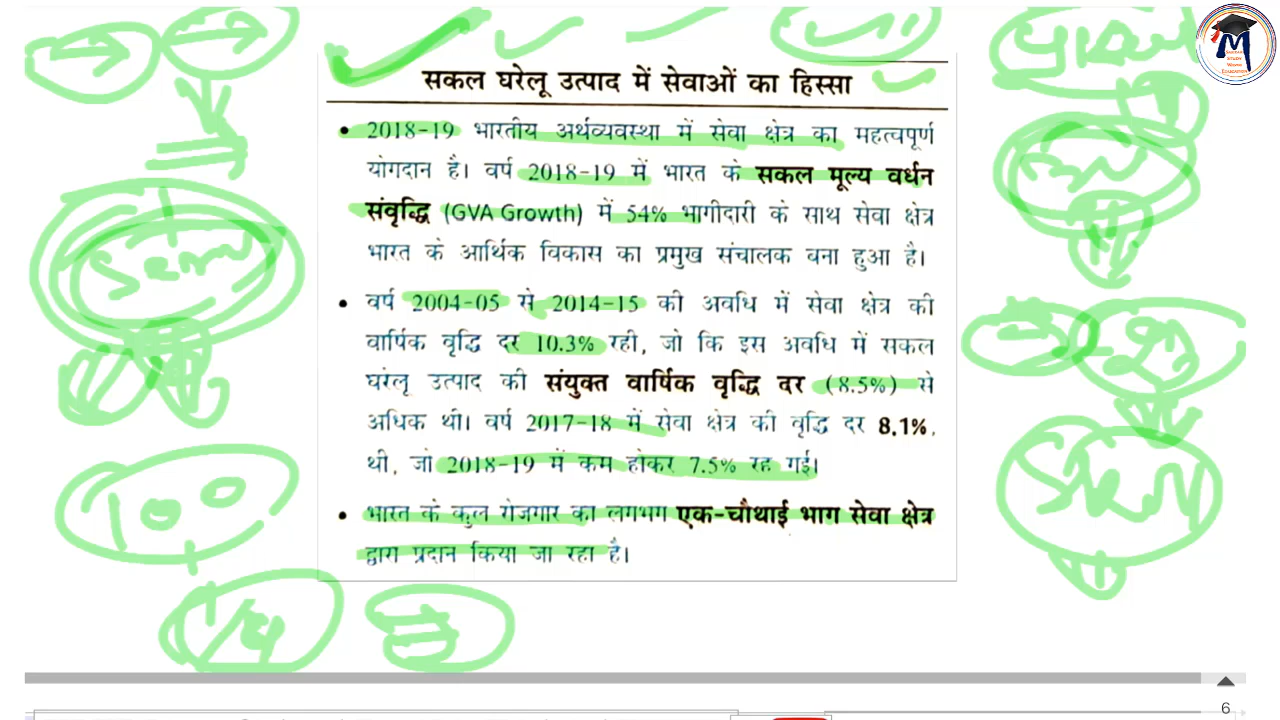 सकल घरेलू उत्पाद में सेवाओं का हिस्सा
• 2018-19 भारतीय अर्थव्यवस्था में सेवा क्षेत्र का महत्वपूर्ण
योगदान है। वर्ष 2018-19 में भारत के सकल मूल्य वर्धन
संवृद्धि (GVA Growth) में 54% भागीदारी के साथ सेवा क्षेत्र
भारत के आर्थिक विकास का प्रमुख संचालक बना हुआ है।
• वर्ष 2004-05 से 2014-15 की अवधि में सेवा क्षेत्र की
वार्षिक वृद्धि दर 10.3% रही, जो कि इस अवधि में सकल
घरेलू उत्पाद की संयुक्त वार्षिक वृद्धि दर (8.5%) से
अधिक थी। वर्ष 2017-18 में सेवा क्षेत्र की वृद्धि दर 8.1%.
थी, जो 2018-19 में कम होकर 7.5% रह गई।
• भारत के कुल रोजगार का लगभग एक-चौथाई भाग सेवा क्षेत्र
द्वारा प्रदान किया जा रहा है।
100
6